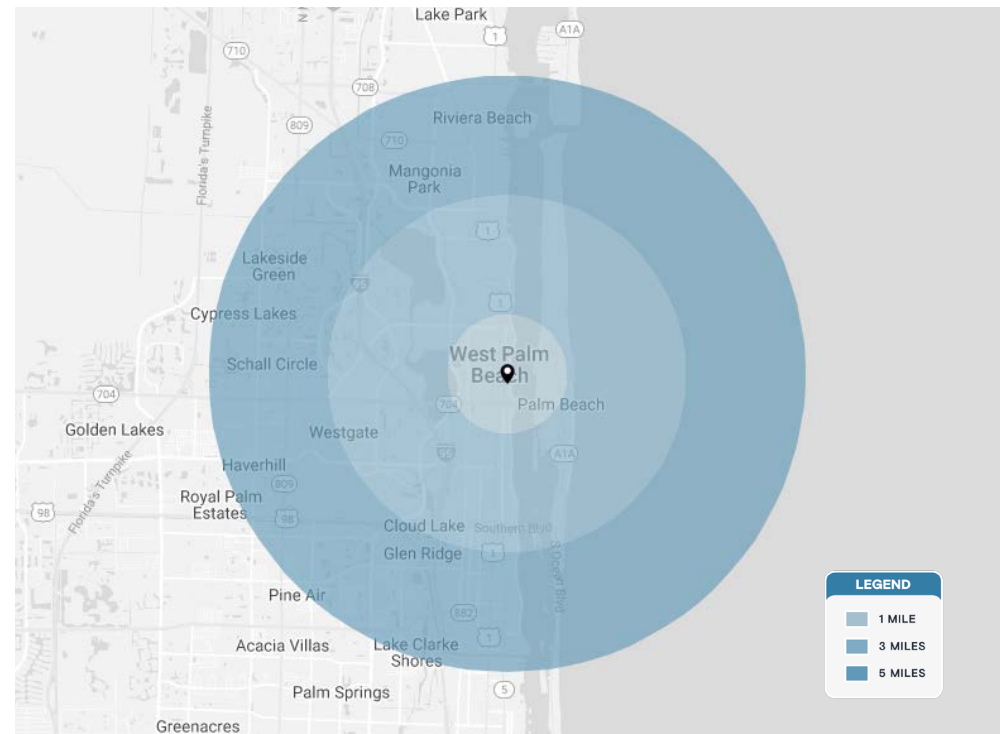 Lake Park
1
A1A
N
710
708
809
Florida's Turnpike
Riviera Beach
710
Mangonia
Park
1
Lakeside
Green
95
1
Cypress Lakes
West Palm
Beach
Schall Circle
704
704
Palm Beach
Golden Lakes
Westgate
95
A1A
Haverhill
809
Florida's Turnpike
Royal Palm
Estates
98
98
Cloud Lake
Southern Blvd
Glen Ridge
1
S Ocean Blvd
Pine Air
882
1
Acacia Villas
Lake Clarke
Shores
Palm Springs
5
Greenacres
LEGEND
1 MILE
3 MILES
5 MILES